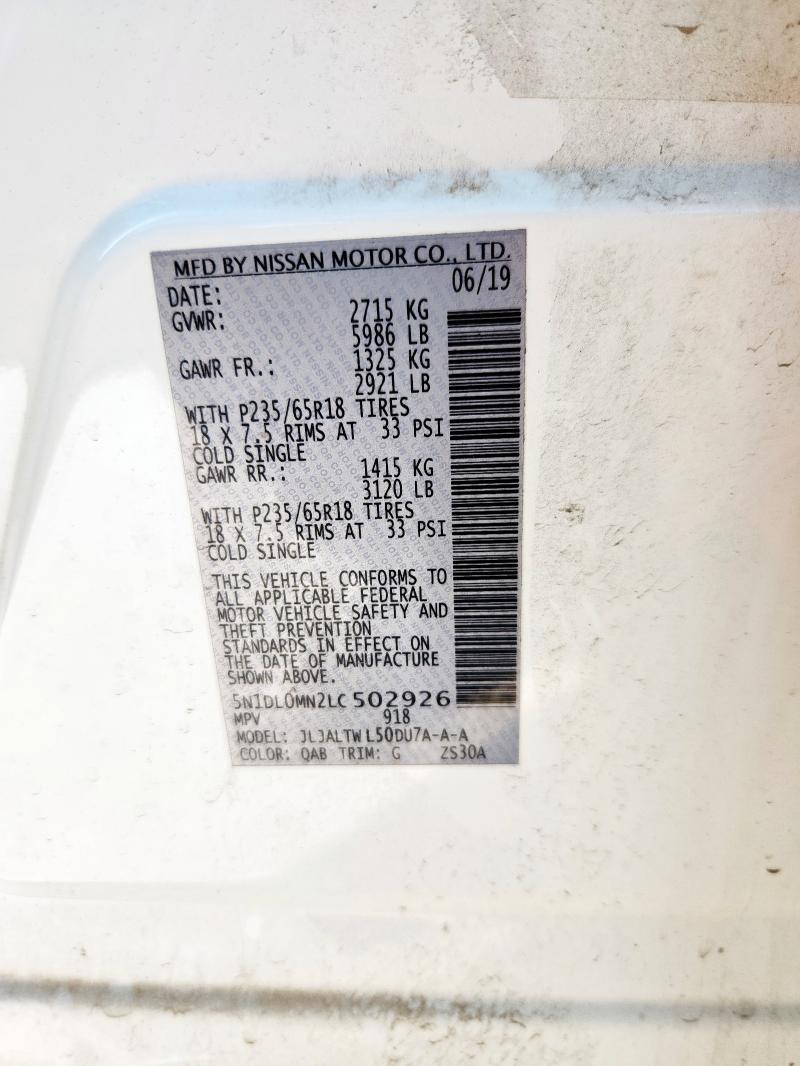 MFD BY NISSAN MOTOR CO., LTD.
DATE: 06/19
GVWR: 2715 KG
5986 LB
GAWR FR.: 1325 KG
2921 LB
WITH P235/65R18 TIRES
18 X 7.5 RIMS AT 33 PSI
COLD SINGLE
GAWR RR.: 1415 KG
3120 LB
WITH P235/65R18 TIRES
18 X 7.5 RIMS AT 33 PSI
COLD SINGLE
THIS VEHICLE CONFORMS TO
ALL APPLICABLE FEDERAL
MOTOR VEHICLE SAFETY AND
THEFT PREVENTION
STANDARDS IN EFFECT ON
THE DATE OF MANUFACTURE
SHOWN ABOVE.
5N1DL0MN2LC502926
MPV 918
MODEL: JLJALTWL50DU7A-A-A
COLOR: QAB TRIM: G ZS30A